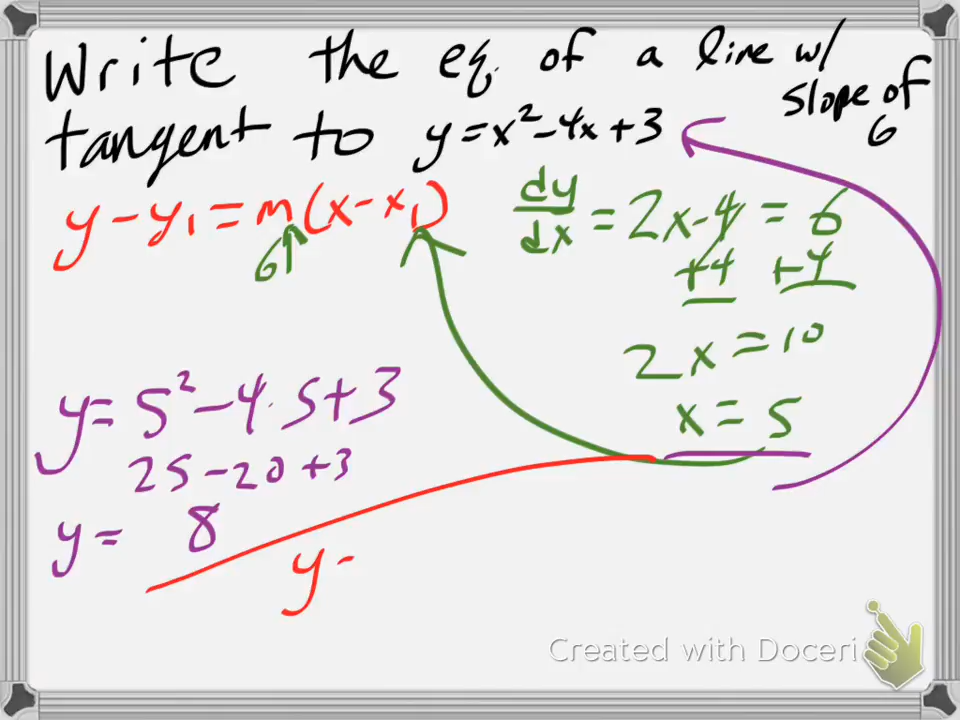 Write the eq. of a line w/ slope of 6
tangent to y = x² - 4x + 3
y - y₁ = m(x - x₁)
6
dy/dx = 2x - 4 = 6
+4 +4
2x = 10
x = 5
y = 5² - 4·5 + 3
25 - 20 + 3
y = 8
y -
Created with Doceri